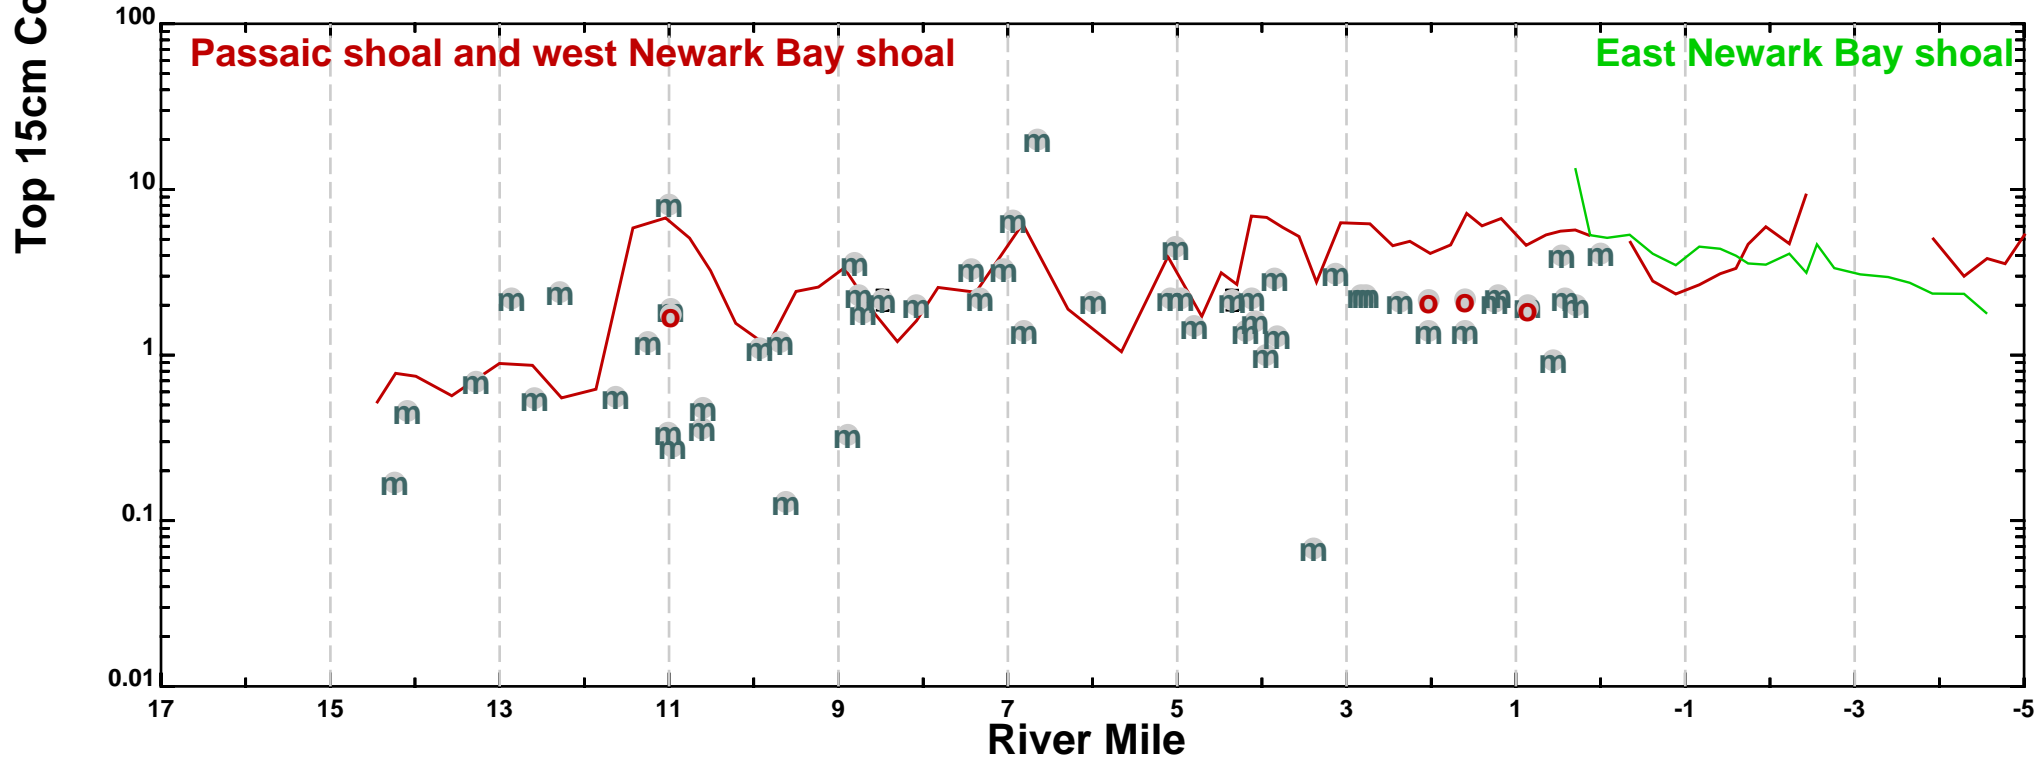 Top 15cm Co
100
10
1
0.1
0.01
Passaic shoal and west Newark Bay shoal
East Newark Bay shoal
17 15 13 11 9 7 5 3 1 -1 -3 -5
River Mile